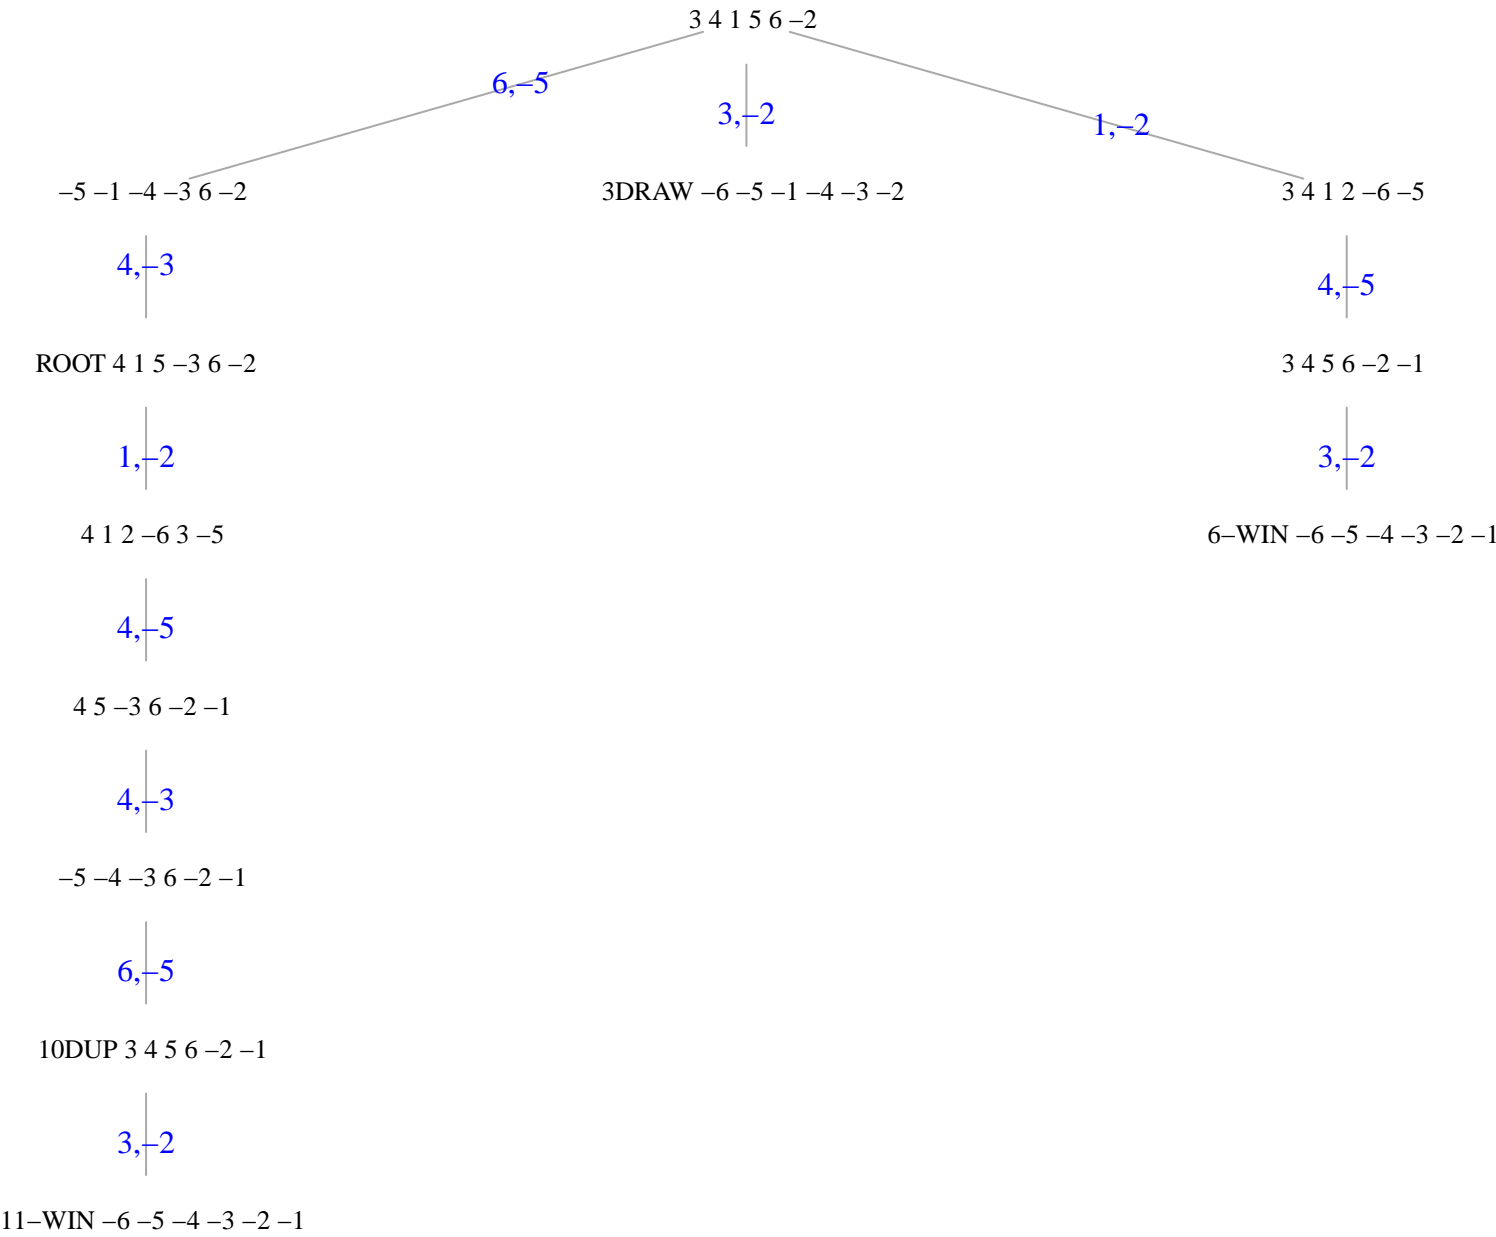 3 4 1 5 6 –2
6,–5
3,–2
1,–2
–5 –1 –4 –3 6 –2
3DRAW –6 –5 –1 –4 –3 –2
3 4 1 2 –6 –5
4,–3
4,–5
ROOT 4 1 5 –3 6 –2
3 4 5 6 –2 –1
1,–2
3,–2
4 1 2 –6 3 –5
6–WIN –6 –5 –4 –3 –2 –1
4,–5
4 5 –3 6 –2 –1
4,–3
–5 –4 –3 6 –2 –1
6,–5
10DUP 3 4 5 6 –2 –1
3,–2
11–WIN –6 –5 –4 –3 –2 –1